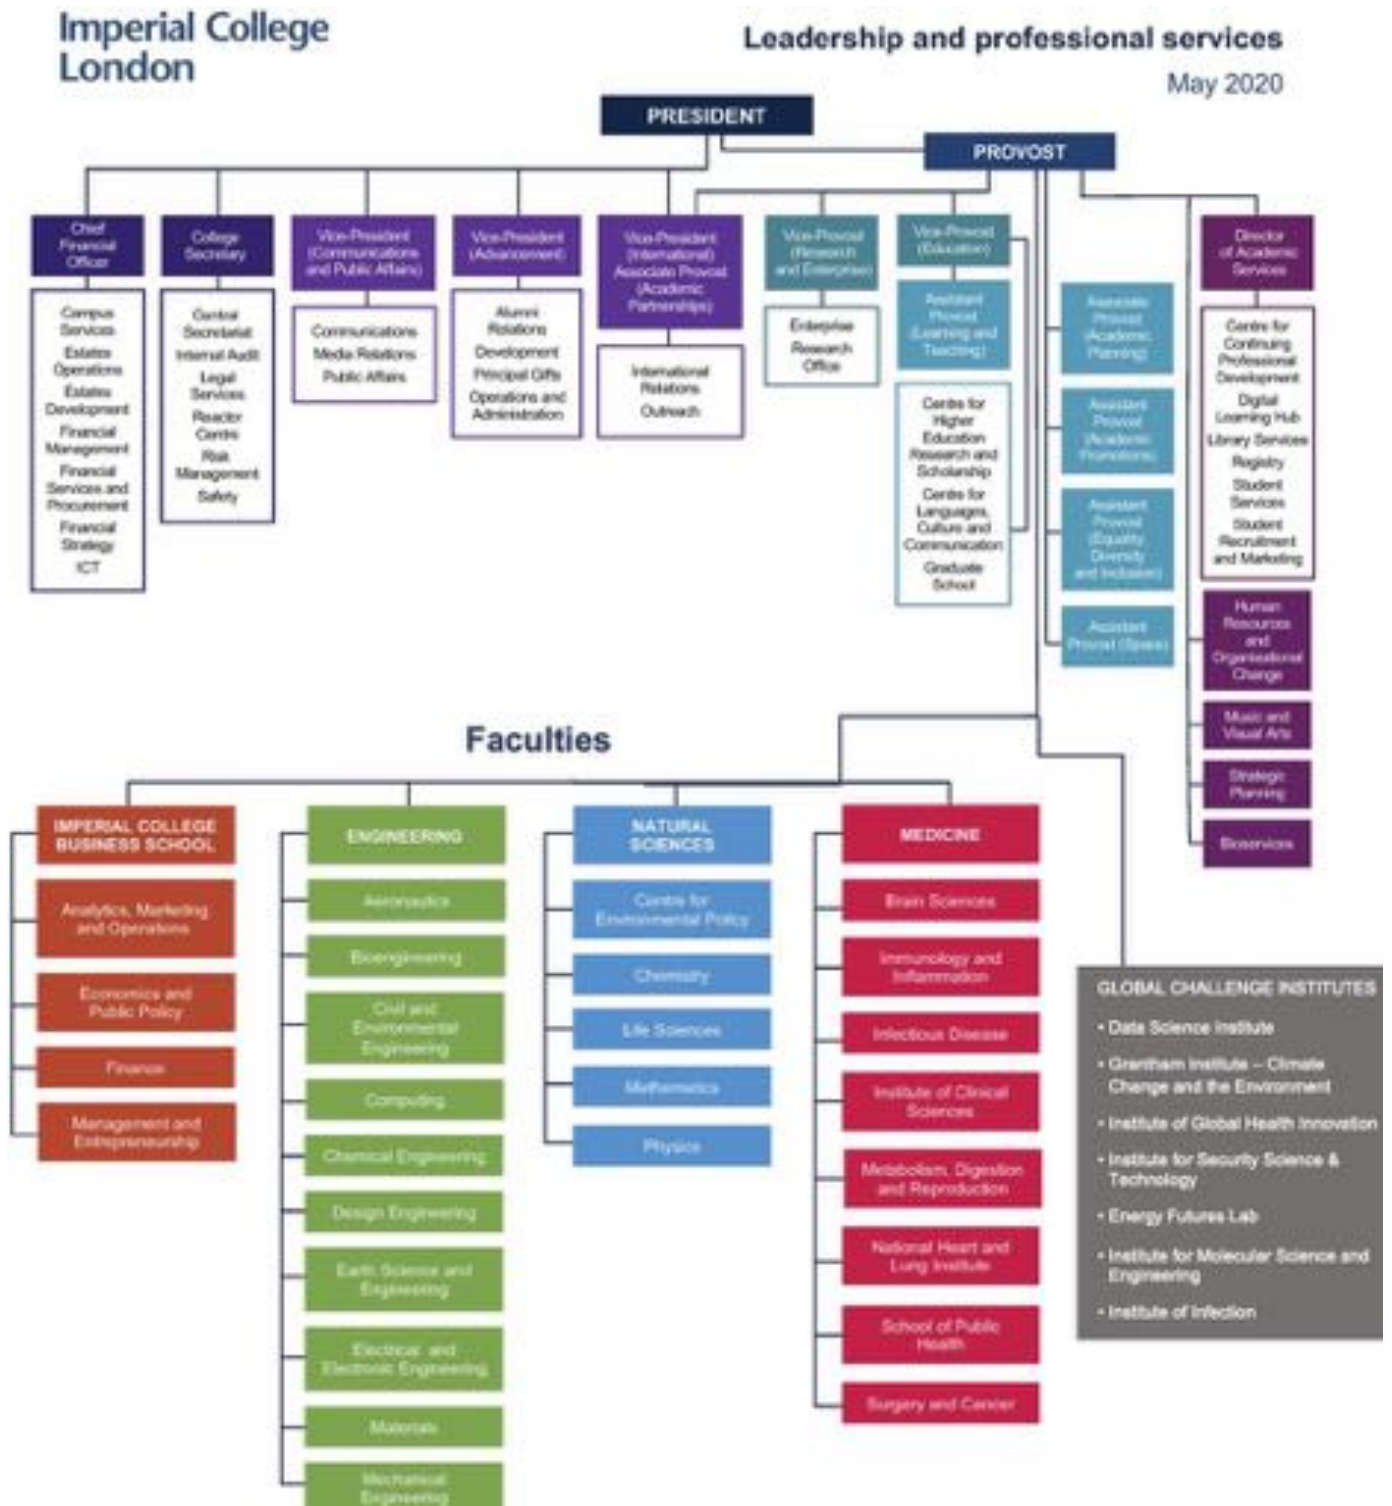 Imperial College
London
Leadership and professional services
May 2020
PRESIDENT
PROVOST
Chief
Financial
Officer
Campus
Services
Estates
Operations
Estates
Development
Financial
Management
Financial
Services and
Procurement
Financial
Strategy
ICT
College
Secretary
Central
Secretariat
Internal Audit
Legal
Services
Reactor
Centre
Risk
Management
Safety
Vice-President
(Communications
and Public Affairs)
Communications
Media Relations
Public Affairs
Vice-President
(Advancement)
Alumni
Relations
Development
Principal Gifts
Operations and
Administration
Vice-President
(International)
Associate Provost
(Academic
Partnerships)
International
Relations
Outreach
Vice-Provost
(Research
and Enterprise)
Enterprise
Research
Office
Vice-Provost
(Education)
Assistant
Provost
(Learning and
Teaching)
Centre for
Higher
Education
Research and
Scholarship
Centre for
Languages,
Culture and
Communication
Graduate
School
Associate
Provost
(Academic
Planning)
Assistant
Provost
(Academic
Promotions)
Assistant
Provost
(Equality,
Diversity
and Inclusion)
Assistant
Provost (Space)
Director
of Academic
Services
Centre for
Continuing
Professional
Development
Digital
Learning Hub
Library Services
Registry
Student
Services
Student
Recruitment
and Marketing
Human
Resources
and
Organisational
Change
Music and
Visual Arts
Strategic
Planning
Bioservices
Faculties
IMPERIAL COLLEGE
BUSINESS SCHOOL
Analytics, Marketing
and Operations
Economics and
Public Policy
Finance
Management and
Entrepreneurship
ENGINEERING
Aeronautics
Bioengineering
Civil and
Environmental
Engineering
Computing
Chemical Engineering
Design Engineering
Earth Science and
Engineering
Electrical and
Electronic Engineering
Materials
Mechanical
Engineering
NATURAL
SCIENCES
Centre for
Environmental Policy
Chemistry
Life Sciences
Mathematics
Physics
MEDICINE
Brain Sciences
Immunology and
Inflammation
Infectious Disease
Institute of Clinical
Sciences
Metabolism, Digestion
and Reproduction
National Heart and
Lung Institute
School of Public
Health
Surgery and Cancer
GLOBAL CHALLENGE INSTITUTES
• Data Science Institute
• Grantham Institute – Climate
Change and the Environment
• Institute of Global Health Innovation
• Institute for Security Science &
Technology
• Energy Futures Lab
• Institute for Molecular Science and
Engineering
• Institute of Infection